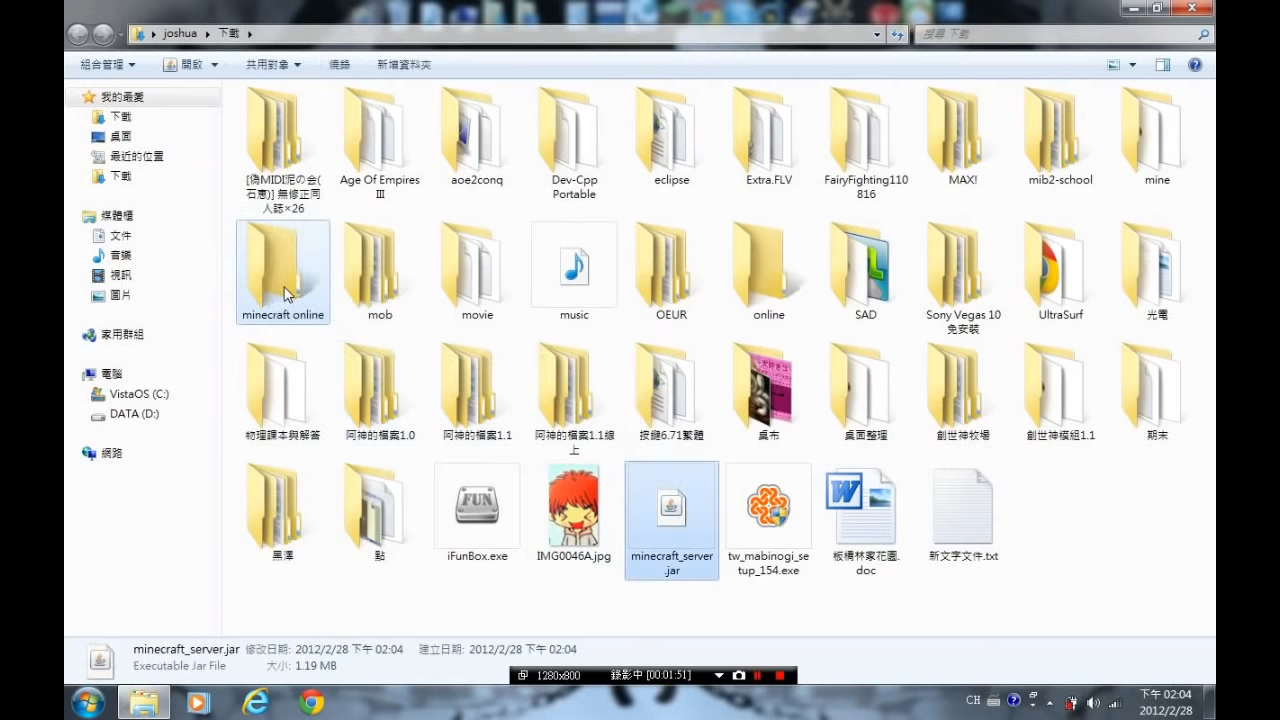 joshua
下載
搜尋 下載
組合管理
開啟
共用對象
燒錄
新增資料夾
我的最愛
下載
桌面
最近的位置
下載
媒體櫃
文件
音樂
視訊
圖片
家用群組
電腦
VistaOS (C:)
DATA (D:)
網路
[偽MIDI泥の会(
石恵)] 無修正同
人誌×26
Age Of Empires
III
aoe2conq
Dev-Cpp
Portable
eclipse
Extra.FLV
FairyFighting110
816
MAX!
mib2-school
mine
minecraft online
mob
movie
music
OEUR
online
SAD
Sony Vegas 10
免安裝
UltraSurf
光電
物理課本與解答
阿神的檔案1.0
阿神的檔案1.1
阿神的檔案1.1線
上
按鍵6.71繁體
桌布
桌面整理
創世神牧場
創世神模組1.1
期末
黑澤
點
FUN
iFunBox.exe
IMG0046A.jpg
minecraft_server
.jar
tw_mabinogi_se
tup_154.exe
W
板橋林家花園.
doc
新文字文件.txt
minecraft_server.jar 修改日期: 2012/2/28 下午 02:04 建立日期: 2012/2/28 下午 02:04
Executable Jar File 大小: 1.19 MB
1280x800 錄影中 [00:01:51]
CH
下午 02:04
2012/2/28